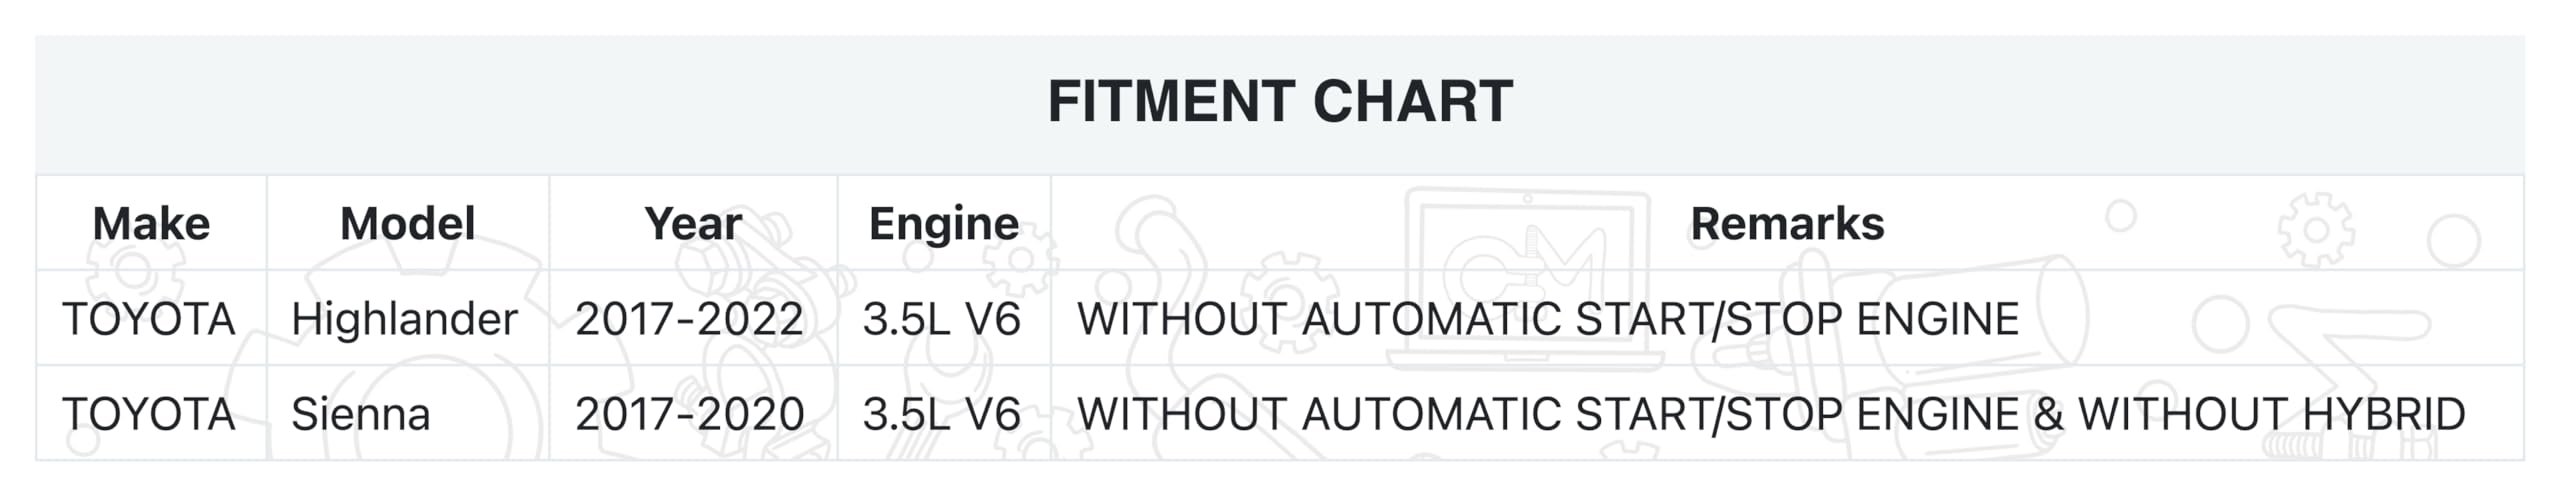 FITMENT CHART
Make Model Year Engine Remarks
TOYOTA Highlander 2017-2022 3.5L V6 WITHOUT AUTOMATIC START/STOP ENGINE
TOYOTA Sienna 2017-2020 3.5L V6 WITHOUT AUTOMATIC START/STOP ENGINE & WITHOUT HYBRID